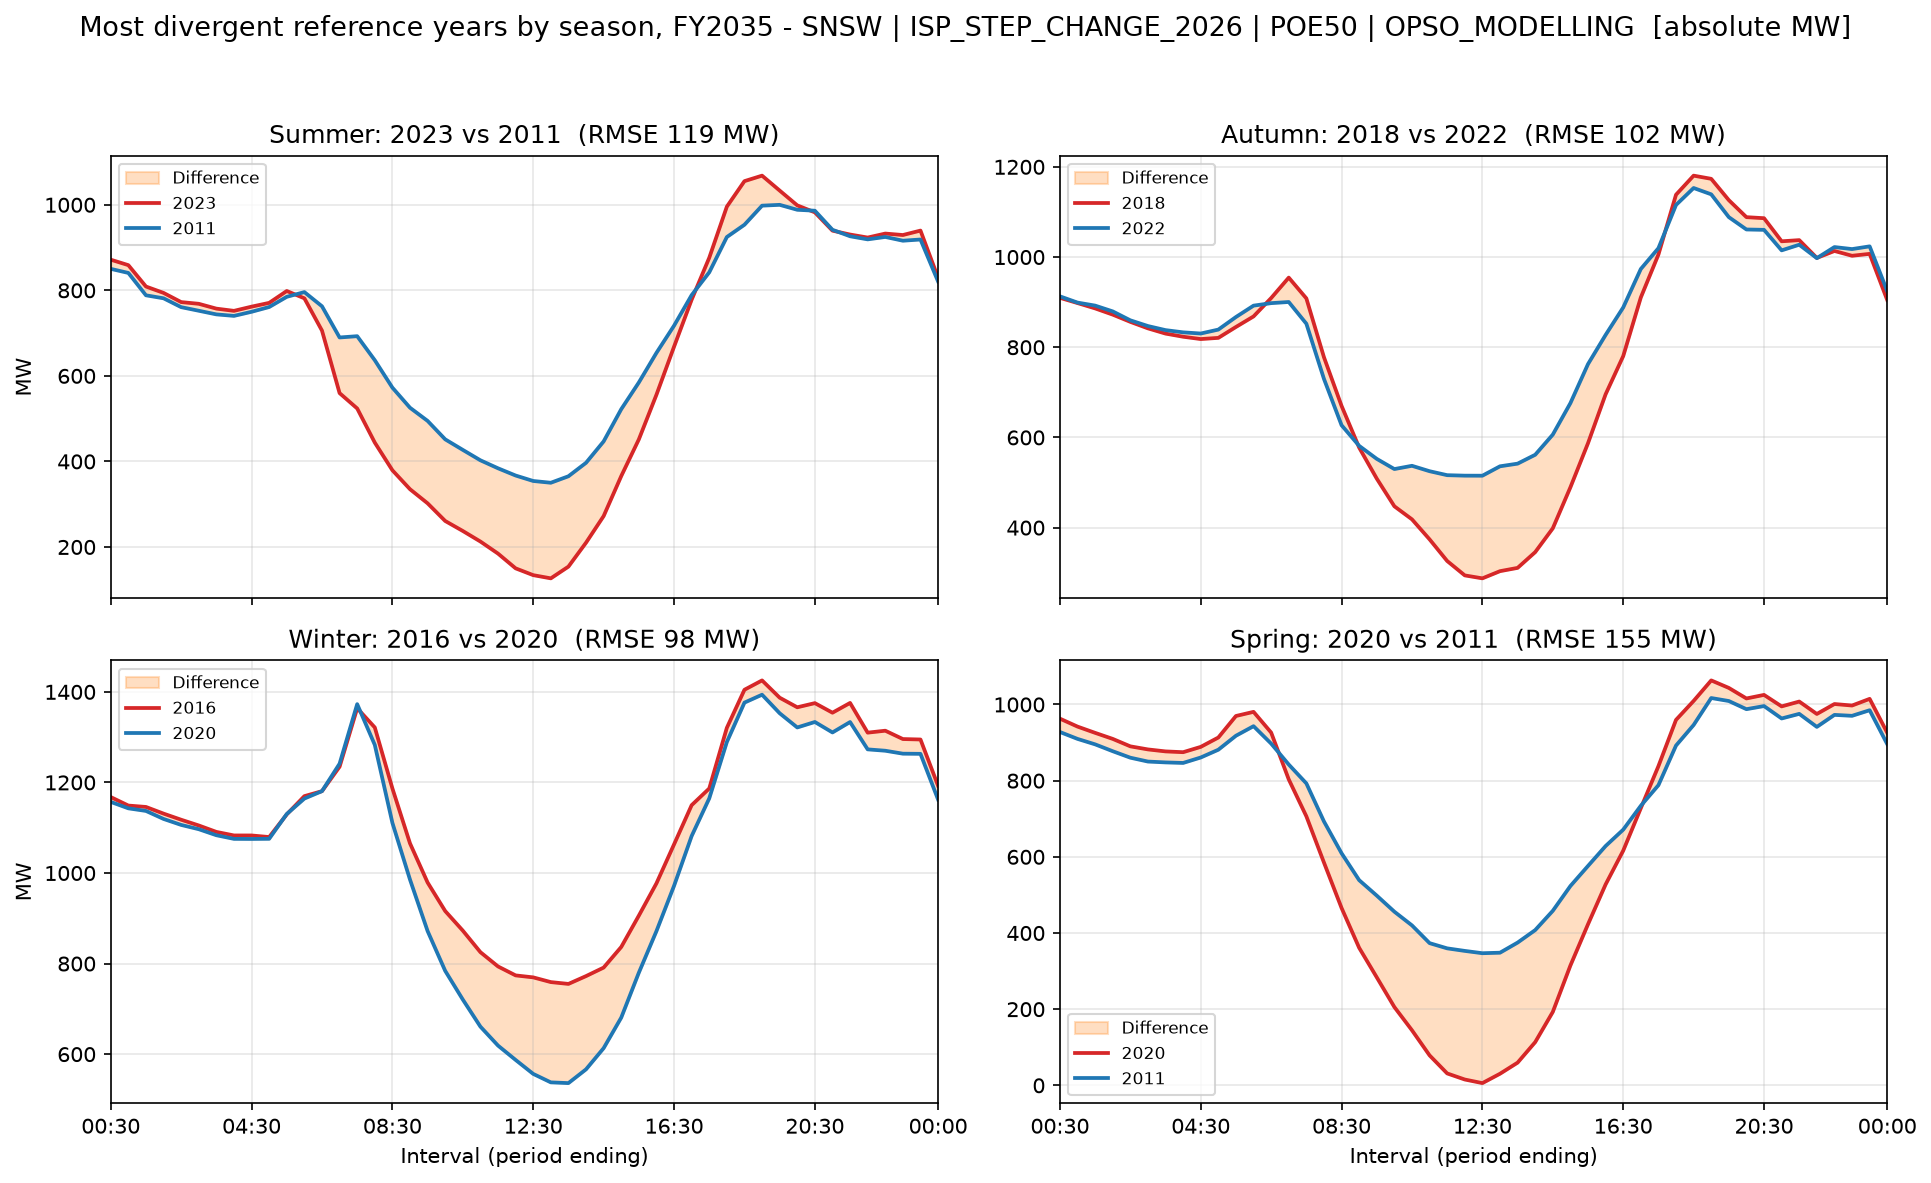 Most divergent reference years by season, FY2035 - SNSW | ISP_STEP_CHANGE_2026 | POE50 | OPSO_MODELLING  [absolute MW]
Summer: 2023 vs 2011  (RMSE 119 MW)
Difference
2023
2011
1000
800
600
400
200
MW
Autumn: 2018 vs 2022  (RMSE 102 MW)
Difference
2018
2022
1200
1000
800
600
400
Winter: 2016 vs 2020  (RMSE 98 MW)
Difference
2016
2020
1400
1200
1000
800
600
MW
00:30 04:30 08:30 12:30 16:30 20:30 00:00
Interval (period ending)
Spring: 2020 vs 2011  (RMSE 155 MW)
1000
800
600
400
200
0
Difference
2020
2011
00:30 04:30 08:30 12:30 16:30 20:30 00:00
Interval (period ending)